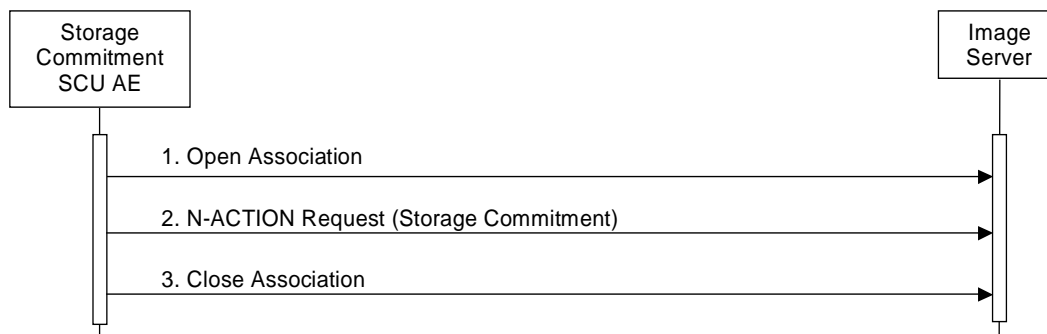 Storage
Commitment
SCU AE
Image
Server
1. Open Association
2. N-ACTION Request (Storage Commitment)
3. Close Association